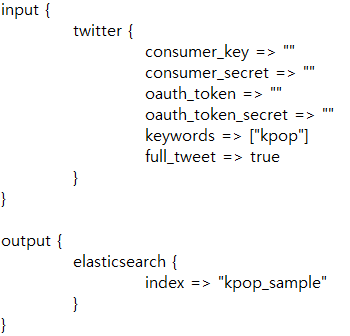 input {
        twitter {
                consumer_key => ""
                consumer_secret => ""
                oauth_token => ""
                oauth_token_secret => ""
                keywords => ["kpop"]
                full_tweet => true
        }
}

output {
        elasticsearch {
                index => "kpop_sample"
        }
}